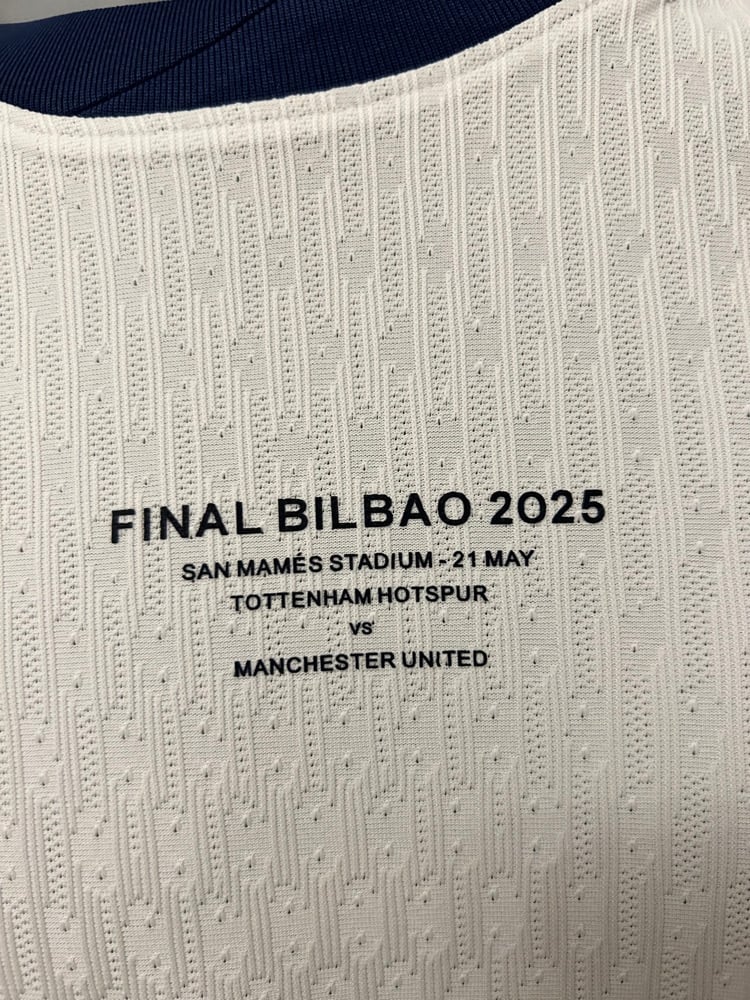 FINAL BILBAO 2025
SAN MAMÉS STADIUM - 21 MAY
TOTTENHAM HOTSPUR
VS
MANCHESTER UNITED